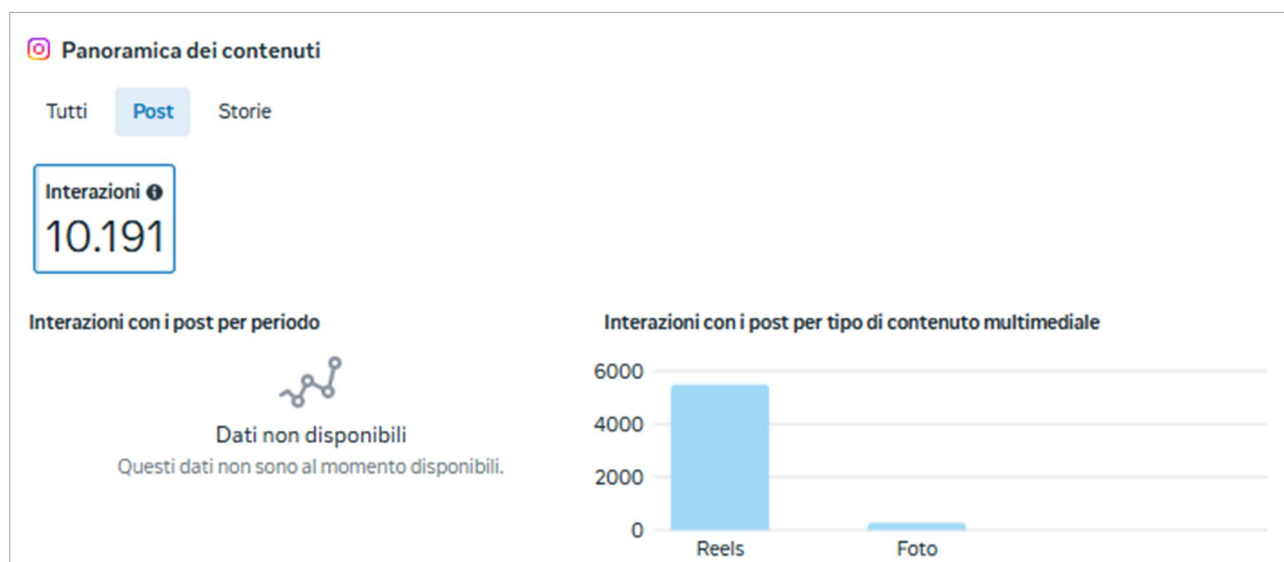 Panoramica dei contenuti
Tutti Post Storie
Interazioni
10.191
Interazioni con i post per periodo
Dati non disponibili
Questi dati non sono al momento disponibili.
Interazioni con i post per tipo di contenuto multimediale
6000
4000
2000
0
Reels Foto